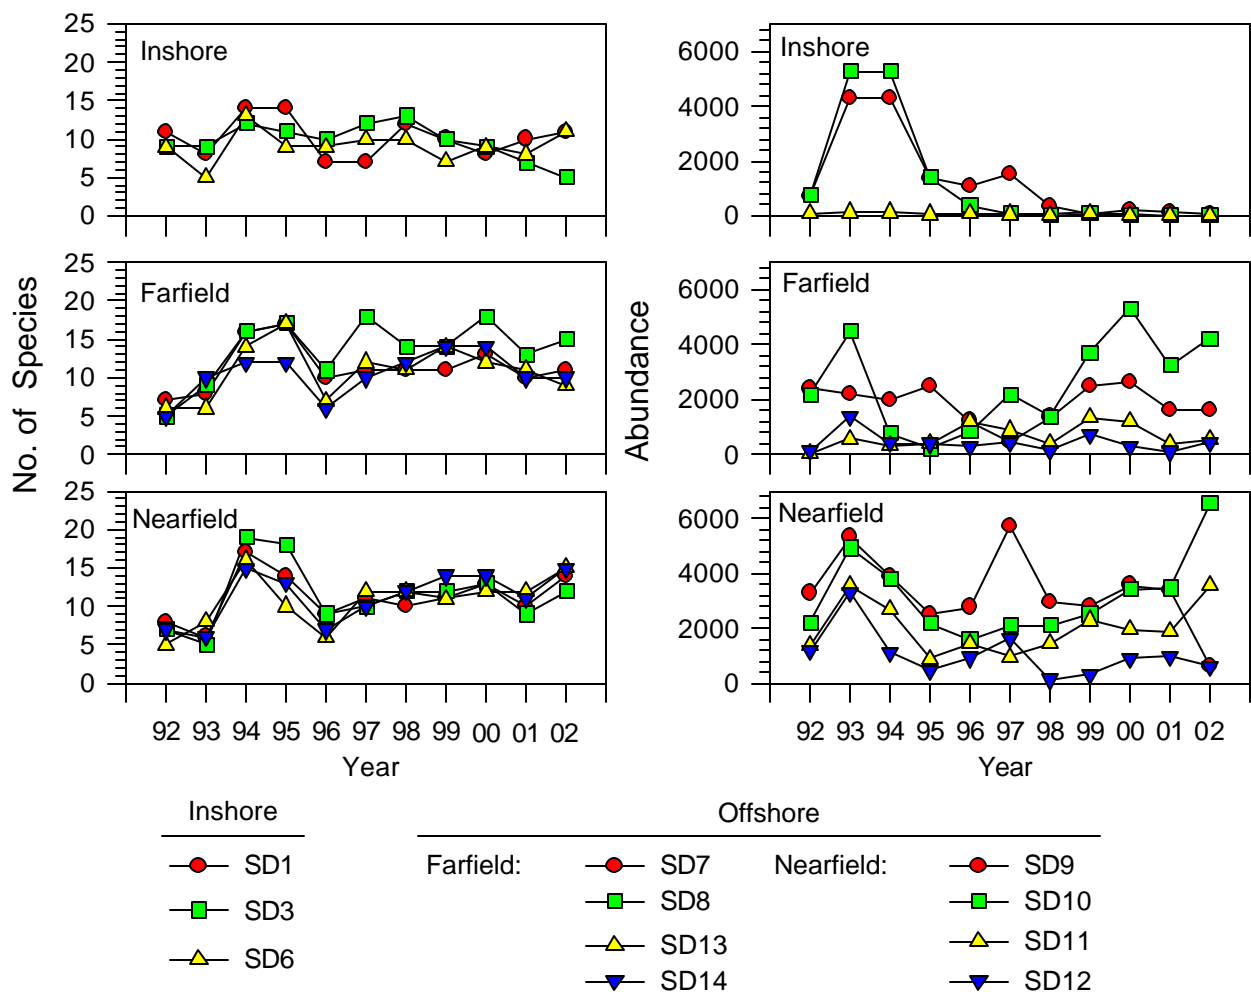 No. of Species
25
20
15
10
5
0
Inshore
25
20
15
10
5
0
Farfield
25
20
15
10
5
0
Nearfield
92 93 94 95 96 97 98 99 00 01 02
Year
Abundance
6000
4000
2000
0
Inshore
6000
4000
2000
0
Farfield
6000
4000
2000
0
Nearfield
92 93 94 95 96 97 98 99 00 01 02
Year
Inshore
SD1
SD3
SD6
Offshore
Farfield:
SD7
SD8
SD13
SD14
Nearfield:
SD9
SD10
SD11
SD12